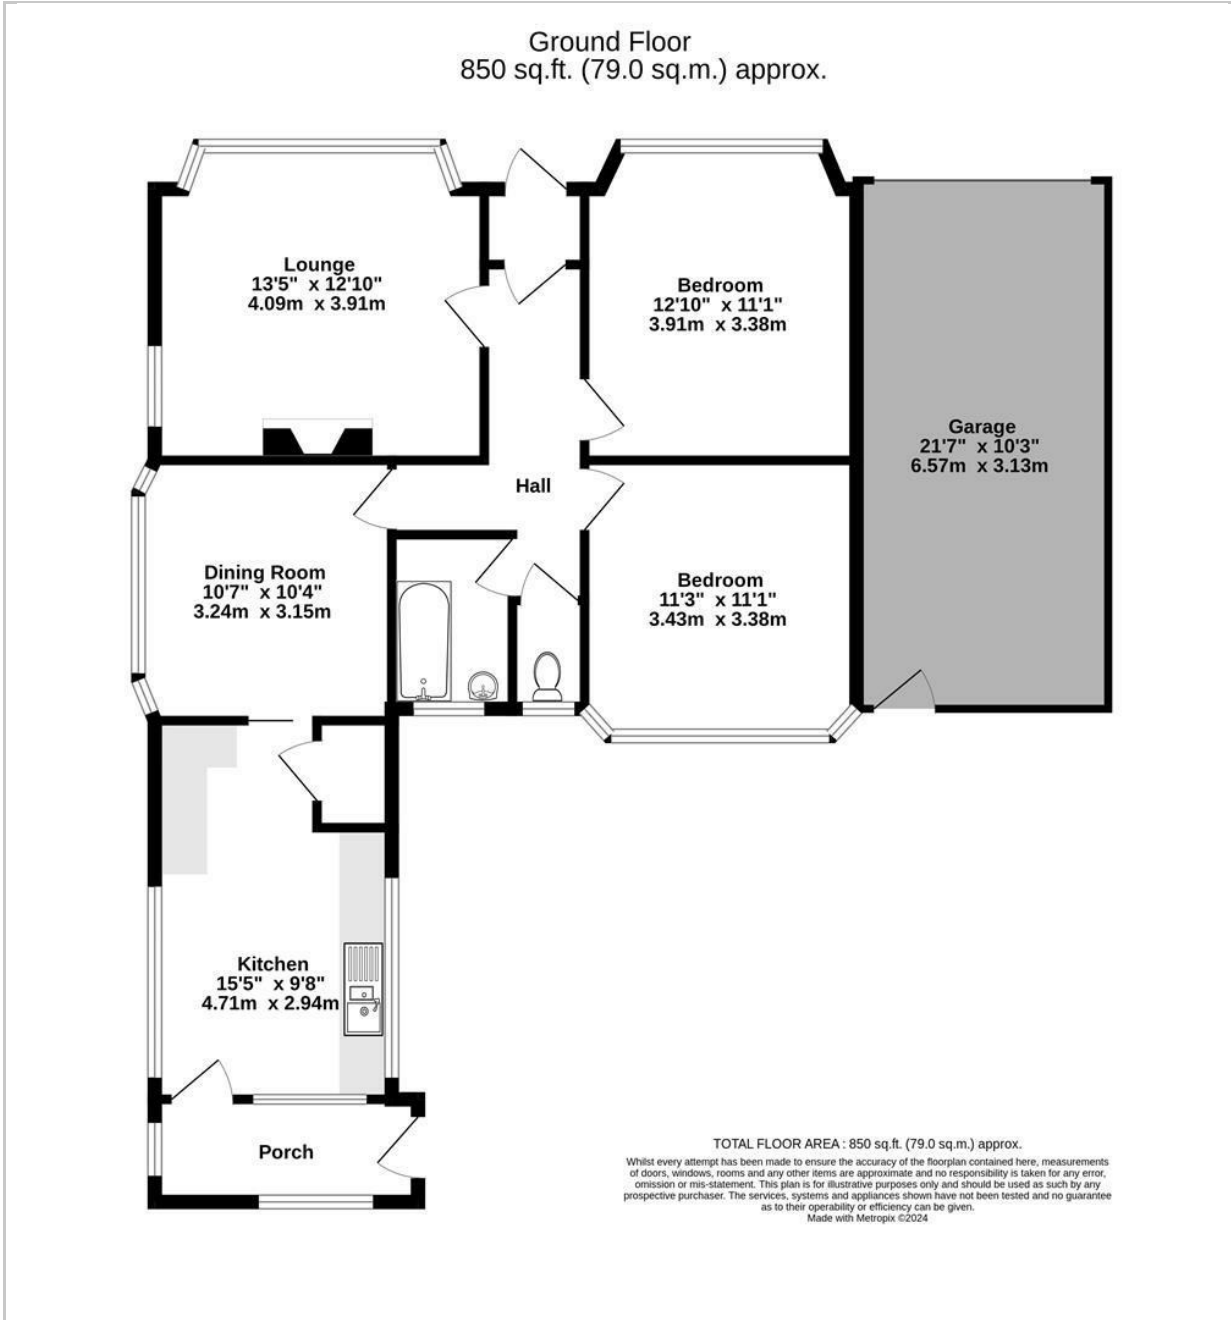 Ground Floor
850 sq.ft. (79.0 sq.m.) approx.
Lounge
13'5" x 12'10"
4.09m x 3.91m
Bedroom
12'10" x 11'1"
3.91m x 3.38m
Garage
21'7" x 10'3"
6.57m x 3.13m
Hall
Dining Room
10'7" x 10'4"
3.24m x 3.15m
Bedroom
11'3" x 11'1"
3.43m x 3.38m
Kitchen
15'5" x 9'8"
4.71m x 2.94m
Porch
TOTAL FLOOR AREA : 850 sq.ft. (79.0 sq.m.) approx.
Whilst every attempt has been made to ensure the accuracy of the floorplan contained here, measurements
of doors, windows, rooms and any other items are approximate and no responsibility is taken for any error,
omission or mis-statement. This plan is for illustrative purposes only and should be used as such by any
prospective purchaser. The services, systems and appliances shown have not been tested and no guarantee
as to their operability or efficiency can be given.
Made with Metropix ©2024